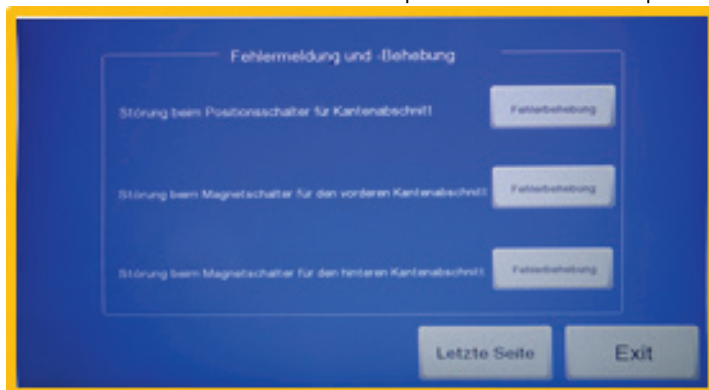 Fehlermeldung und -Behebung
Störung beim Positionsschalter für Kantenabschnitt
Fehlerbehebung
Störung beim Magnetschalter für den vorderen Kantenabschnitt
Fehlerbehebung
Störung beim Magnetschalter für den hinteren Kantenabschnitt
Fehlerbehebung
Letzte Seite
Exit